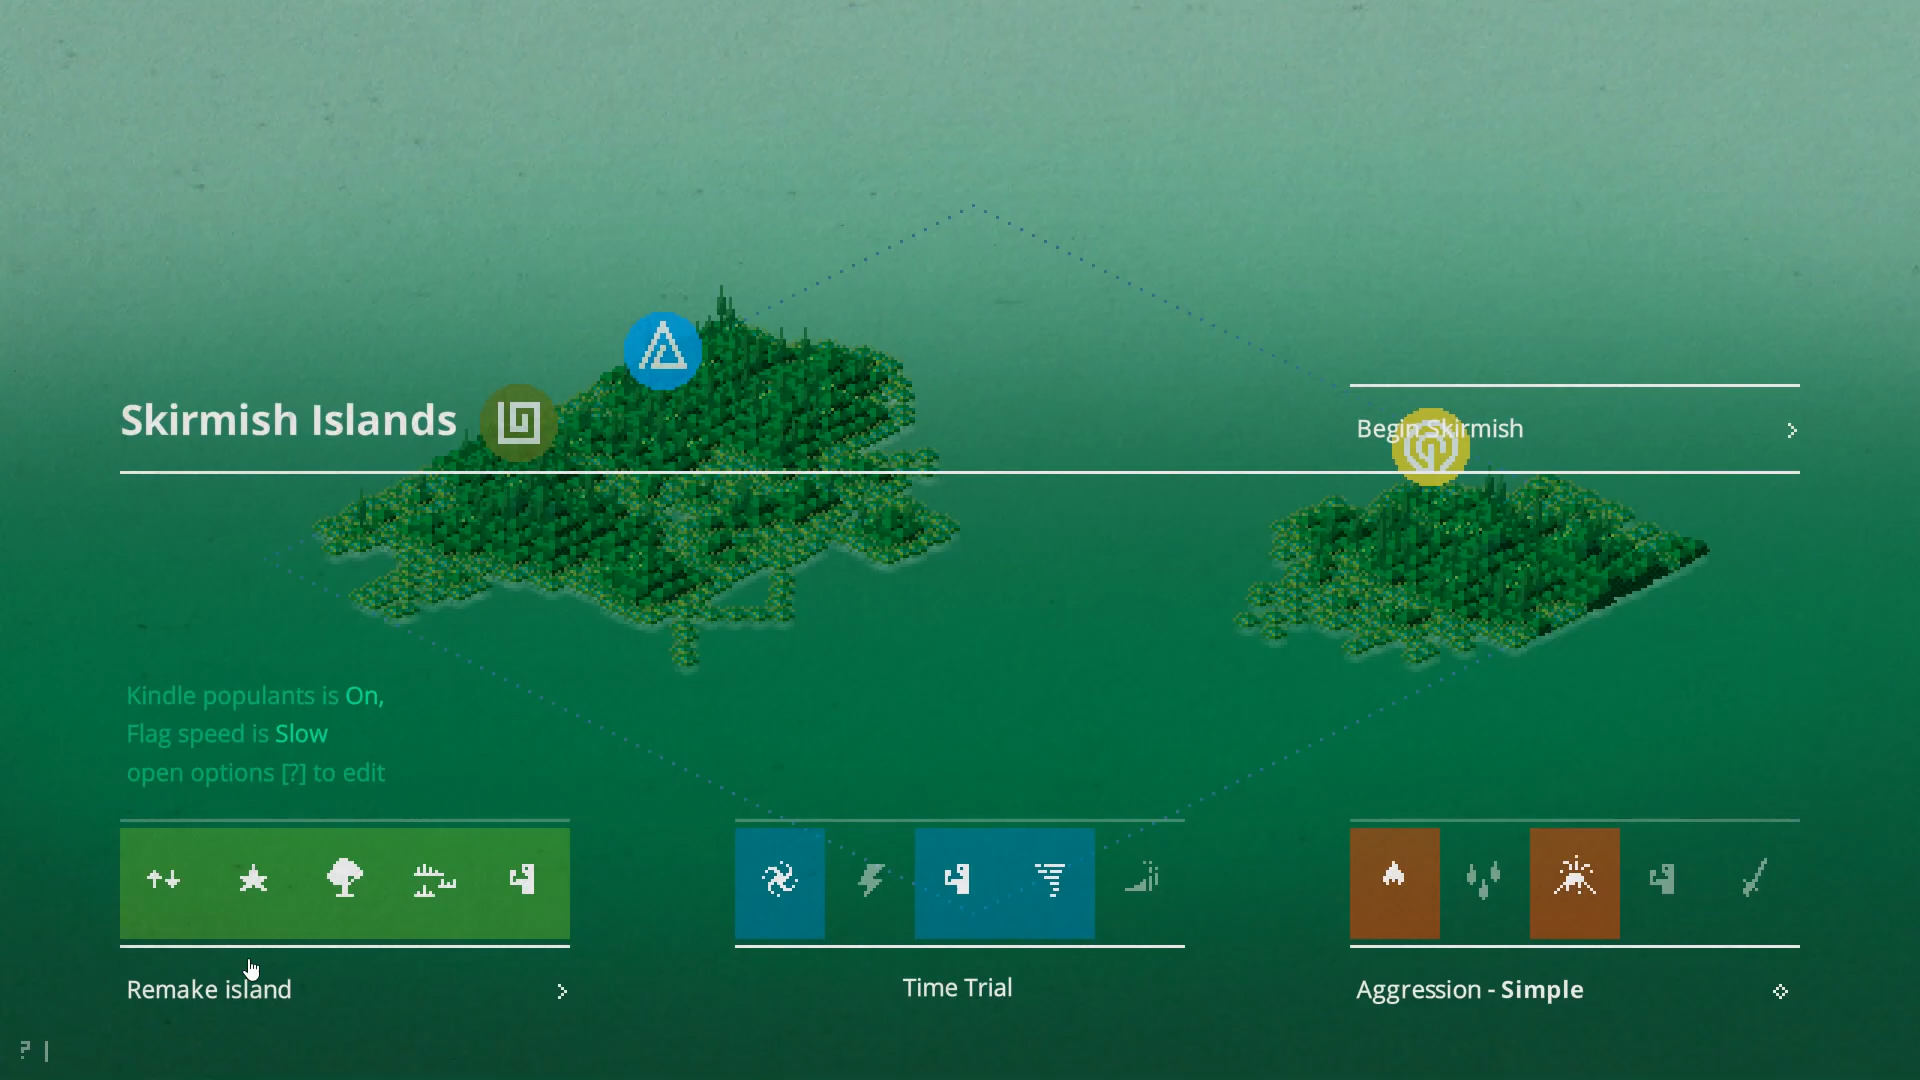 Skirmish Islands
Begin Skirmish
Kindle populants is On,
Flag speed is Slow
open options [?] to edit
Remake island
Time Trial
Aggression - Simple
?